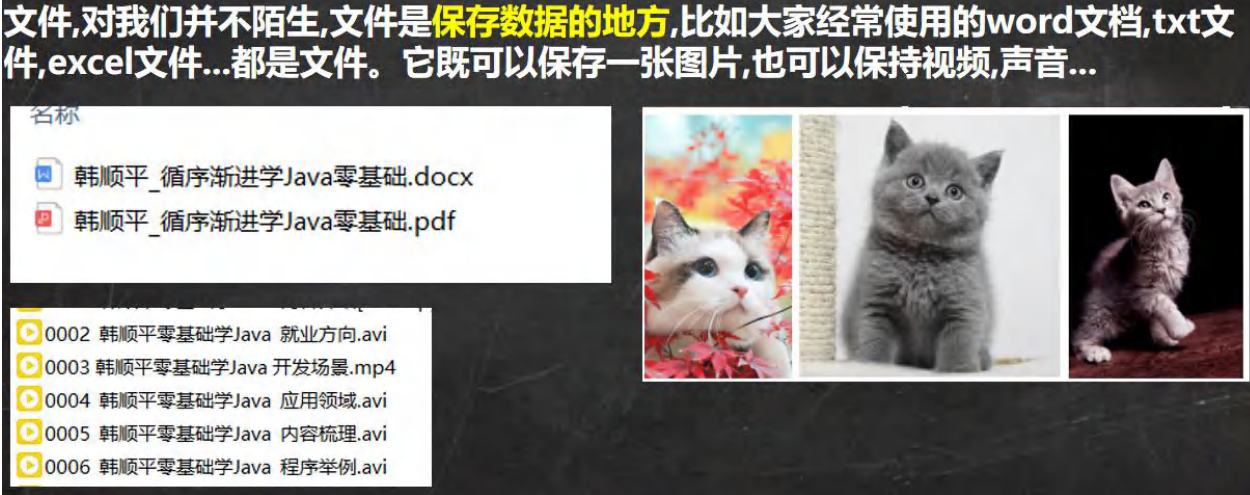 文件,对我们并不陌生,文件是保存数据的地方,比如大家经常使用的word文档,txt文
件,excel文件...都是文件。它既可以保存一张图片,也可以保持视频,声音...
名称
韩顺平_循序渐进学Java零基础.docx
韩顺平_循序渐进学Java零基础.pdf
0002 韩顺平零基础学Java 就业方向.avi
0003 韩顺平零基础学Java 开发场景.mp4
0004 韩顺平零基础学Java 应用领域.avi
0005 韩顺平零基础学Java 内容梳理.avi
0006 韩顺平零基础学Java 程序举例.avi